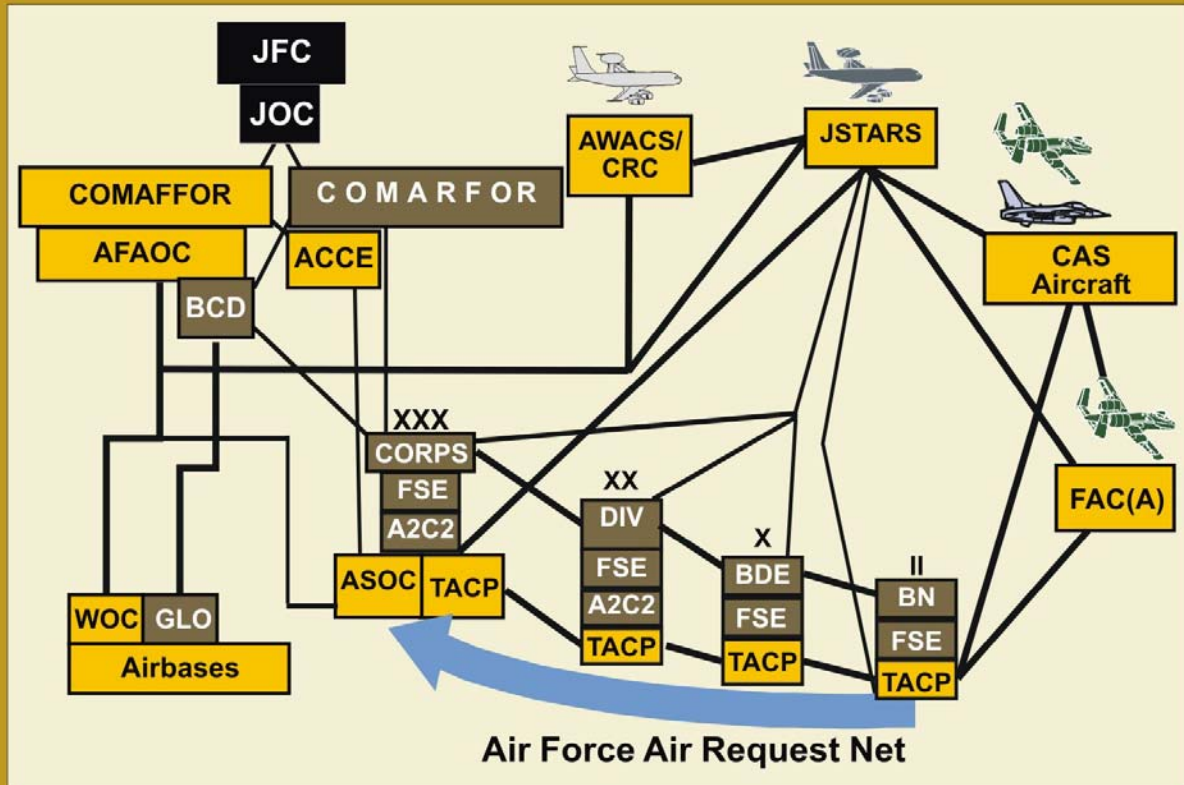 JFC
JOC
COMAFFOR
COMARFOR
AFAOC
ACCE
BCD
AWACS/
CRC
JSTARS
CAS
Aircraft
FAC(A)
XXX
CORPS
FSE
A2C2
ASOC
TACP
XX
DIV
FSE
A2C2
TACP
X
BDE
FSE
TACP
II
BN
FSE
TACP
WOC
GLO
Airbases
Air Force Air Request Net